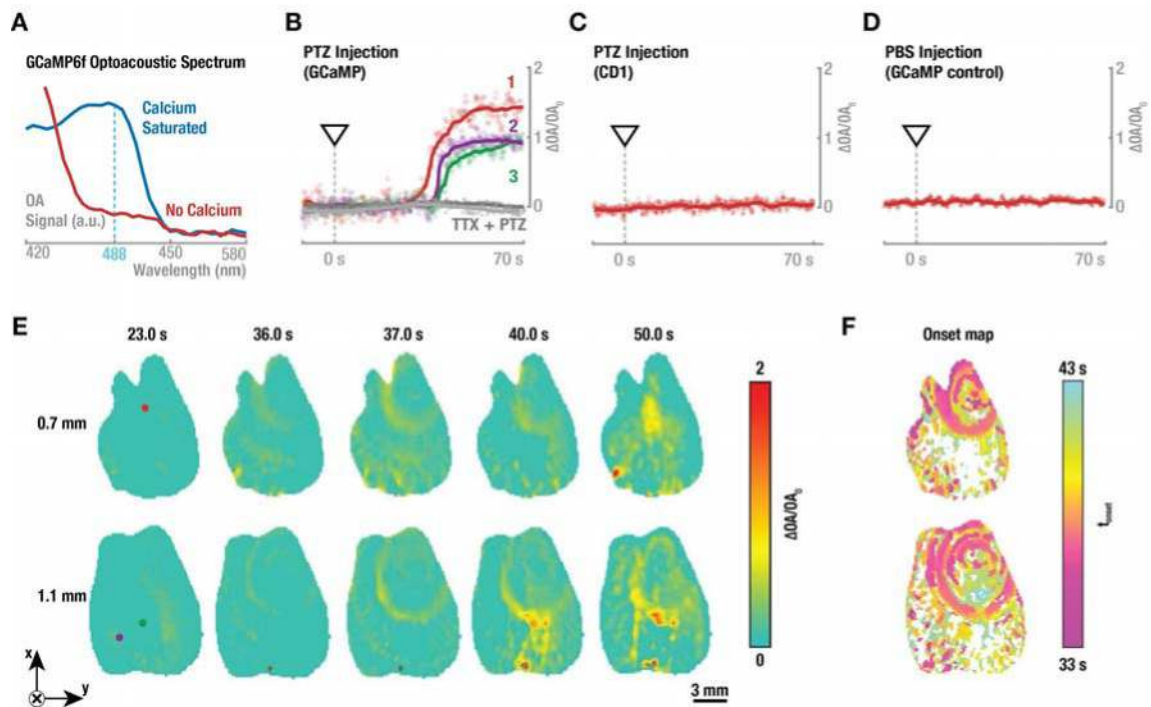 A
GCaMP6f Optoacoustic Spectrum
Calcium
Saturated
OA
Signal (a.u.)
No Calcium
420
488
450
580
Wavelength (nm)
B
PTZ Injection
(GCaMP)
1
2
3
TTX + PTZ
2
1
0
ΔOA/OA₀
0 s
70 s
C
PTZ Injection
(CD1)
2
1
0
ΔOA/OA₀
0 s
70 s
D
PBS Injection
(GCaMP control)
2
1
0
ΔOA/OA₀
0 s
70 s
E
23.0 s
36.0 s
37.0 s
40.0 s
50.0 s
0.7 mm
1.1 mm
2
0
ΔOA/OA₀
x
y
3 mm
F
Onset map
43 s
33 s
tonset